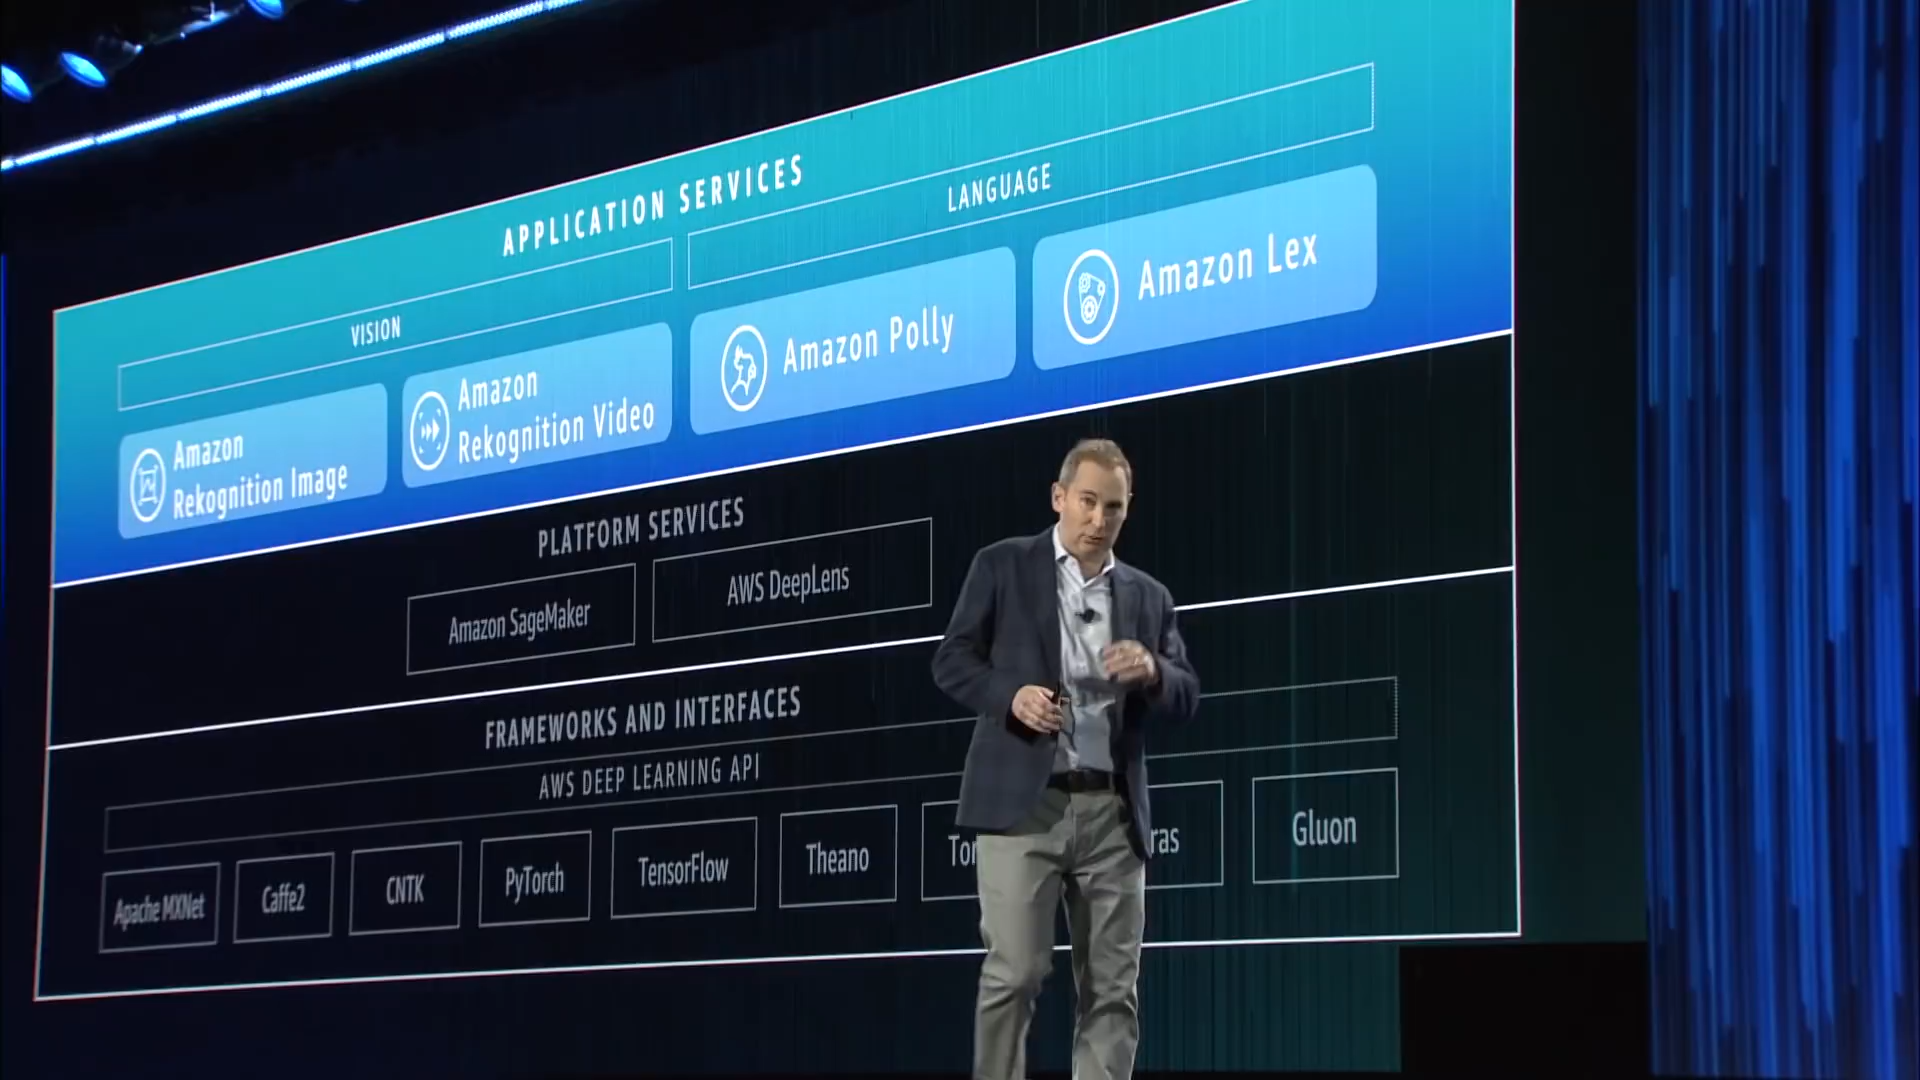 APPLICATION SERVICES
VISION
LANGUAGE
Amazon
Rekognition Image
Amazon
Rekognition Video
Amazon Polly
Amazon Lex
PLATFORM SERVICES
Amazon SageMaker
AWS DeepLens
FRAMEWORKS AND INTERFACES
AWS DEEP LEARNING API
Apache MXNet
Caffe2
CNTK
PyTorch
TensorFlow
Theano
Gluon